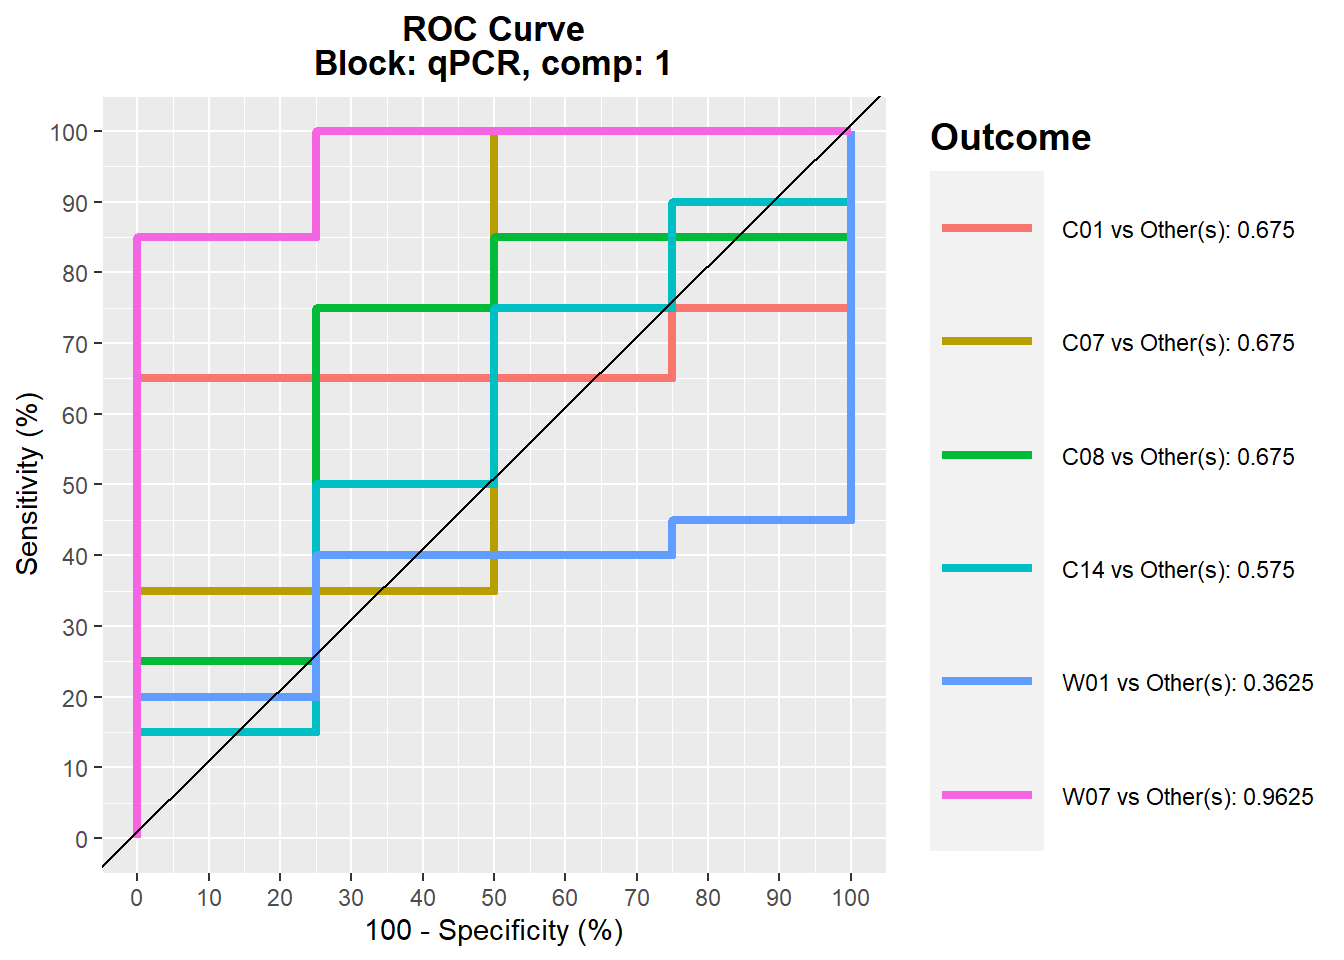 ROC Curve
Block: qPCR, comp: 1
Sensitivity (%)
100
90
80
70
60
50
40
30
20
10
0
0 10 20 30 40 50 60 70 80 90 100
100 - Specificity (%)
Outcome
C01 vs Other(s): 0.675
C07 vs Other(s): 0.675
C08 vs Other(s): 0.675
C14 vs Other(s): 0.575
W01 vs Other(s): 0.3625
W07 vs Other(s): 0.9625